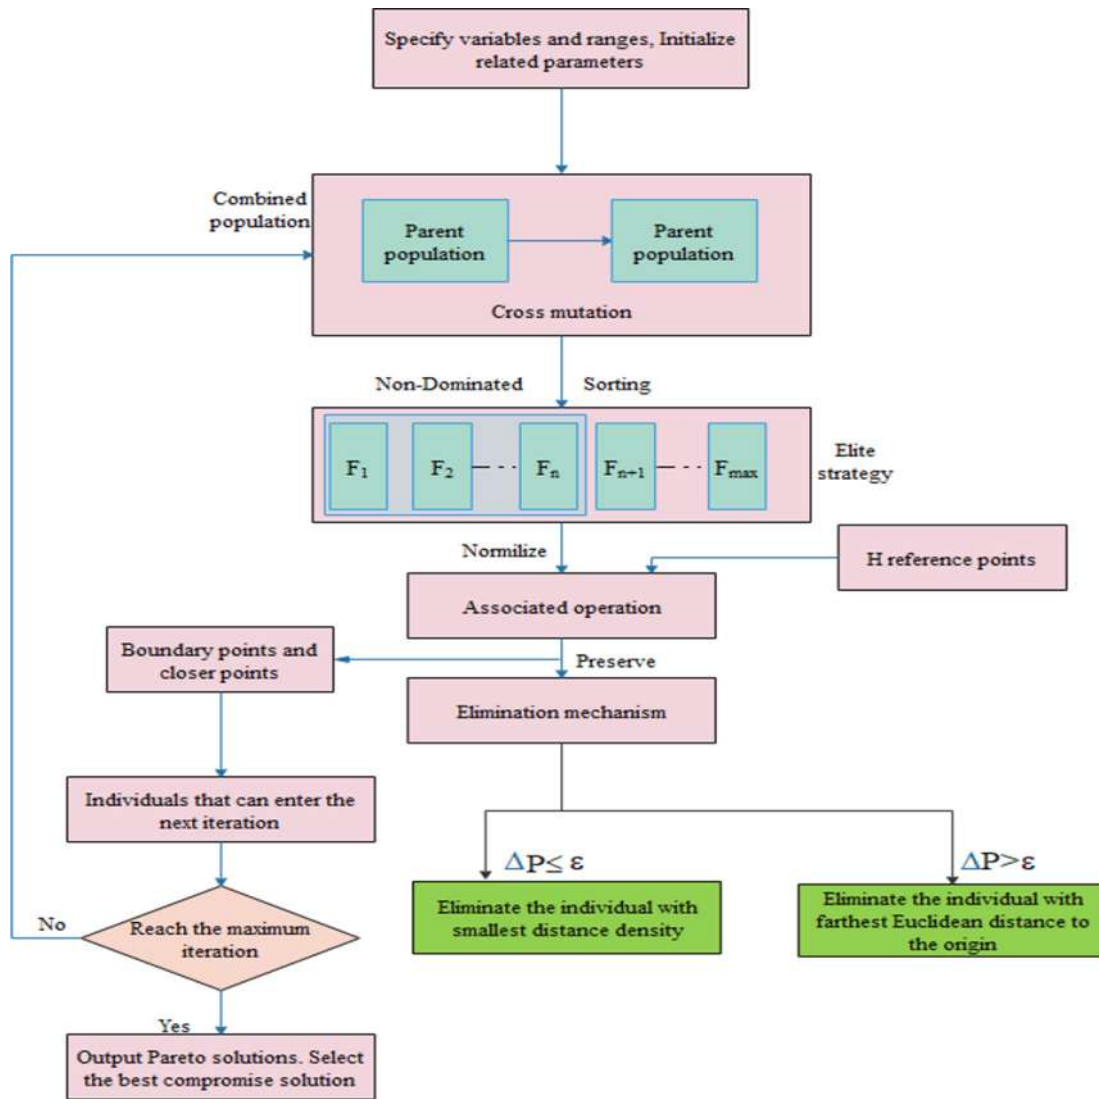 Specify variables and ranges, Initialize
related parameters
Combined
population
Parent
population
Parent
population
Cross mutation
Non-Dominated
Sorting
F1
F2
Fn
Fn+1
Fmax
Elite
strategy
Normilize
H reference points
Associated operation
Boundary points and
closer points
Preserve
Elimination mechanism
Individuals that can enter the
next iteration
ΔP≤ ε
ΔP>ε
Eliminate the individual with
smallest distance density
Eliminate the individual with
farthest Euclidean distance to
the origin
No
Reach the maximum
iteration
Yes
Output Pareto solutions. Select
the best compromise solution